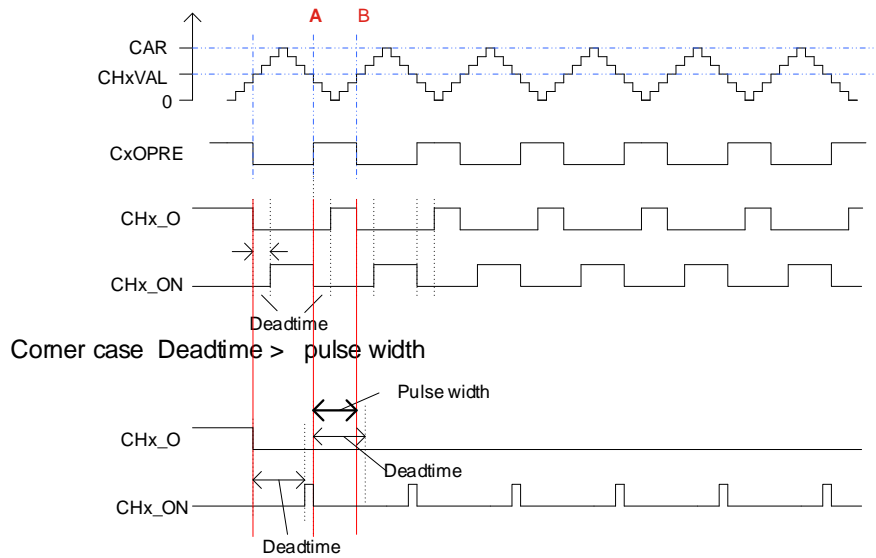 A B
CAR
CHxVAL
0
CxOPRE
CHx_O
CHx_ON
Deadtime
Corner case Deadtime > pulse width
Pulse width
CHx_O
Deadtime
CHx_ON
Deadtime